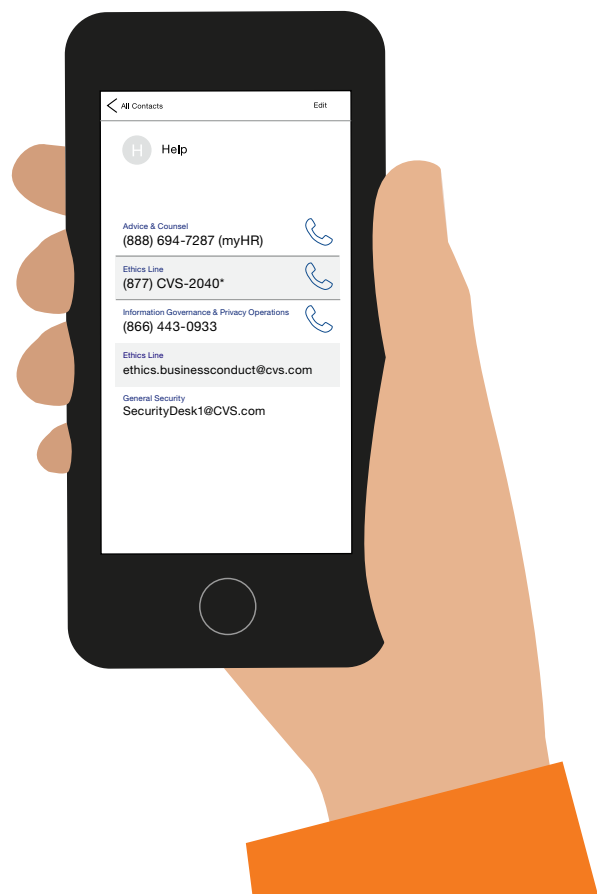 All Contacts Edit
H Help
Advice & Counsel
(888) 694-7287 (myHR)
Ethics Line
(877) CVS-2040*
Information Governance & Privacy Operations
(866) 443-0933
Ethics Line
ethics.businessconduct@cvs.com
General Security
SecurityDesk1@CVS.com